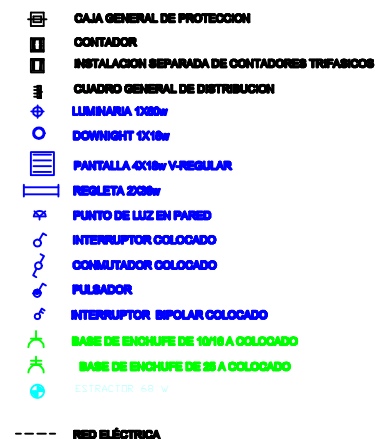 CAJA GENERAL DE PROTECCION
CONTADOR
INSTALACION SEPARADA DE CONTADORES TRIFASICOS
CUADRO GENERAL DE DISTRIBUCION
LUMINARIA 1X60w
DOWNIGHT 1X18w
PANTALLA 4X18w V-REGULAR
REGLETA 2X36w
PUNTO DE LUZ EN PARED
INTERRUPTOR COLOCADO
CONMUTADOR COLOCADO
PULSADOR
INTERRUPTOR BIPOLAR COLOCADO
BASE DE ENCHUFE DE 10/16 A COLOCADO
BASE DE ENCHUFE DE 25 A COLOCADO
EXTRACTOR 68 w
RED ELÉCTRICA